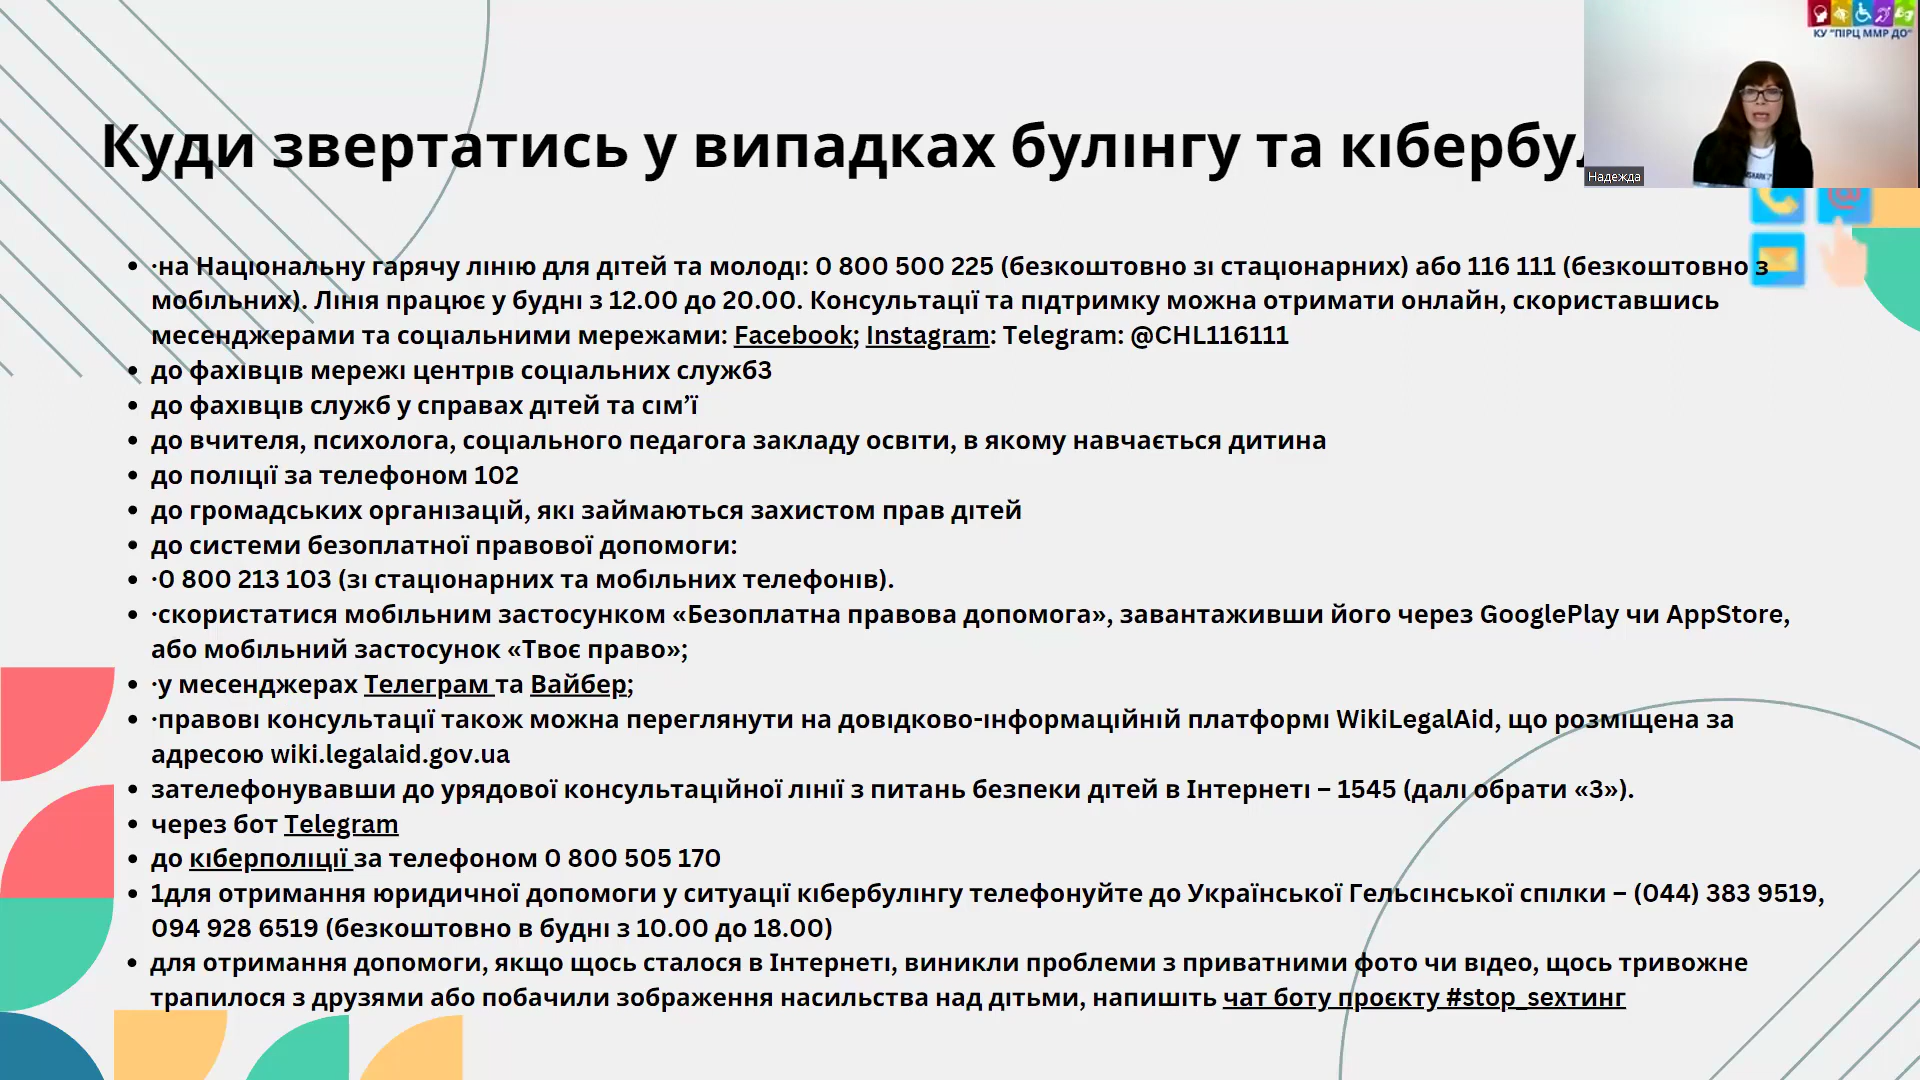 КУ "ПІРЦ ММР ДО"
Куди звертатись у випадках булінгу та кібербу
Надежда
• ·на Національну гарячу лінію для дітей та молоді: 0 800 500 225 (безкоштовно зі стаціонарних) або 116 111 (безкоштовно з
мобільних). Лінія працює у будні з 12.00 до 20.00. Консультації та підтримку можна отримати онлайн, скориставшись
месенджерами та соціальними мережами: Facebook; Instagram: Telegram: @CHL116111
• до фахівців мережі центрів соціальних служб3
• до фахівців служб у справах дітей та сім’ї
• до вчителя, психолога, соціального педагога закладу освіти, в якому навчається дитина
• до поліції за телефоном 102
• до громадських організацій, які займаються захистом прав дітей
• до системи безоплатної правової допомоги:
• ·0 800 213 103 (зі стаціонарних та мобільних телефонів).
• ·скористатися мобільним застосунком «Безоплатна правова допомога», завантаживши його через GooglePlay чи AppStore,
або мобільний застосунок «Твоє право»;
• ·у месенджерах Телеграм та Вайбер;
• ·правові консультації також можна переглянути на довідково-інформаційній платформі WikiLegalAid, що розміщена за
адресою wiki.legalaid.gov.ua
• зателефонувавши до урядової консультаційної лінії з питань безпеки дітей в Інтернеті – 1545 (далі обрати «3»).
• через бот Telegram
• до кіберполіції за телефоном 0 800 505 170
• 1для отримання юридичної допомоги у ситуації кібербулінгу телефонуйте до Української Гельсінської спілки – (044) 383 9519,
094 928 6519 (безкоштовно в будні з 10.00 до 18.00)
• для отримання допомоги, якщо щось сталося в Інтернеті, виникли проблеми з приватними фото чи відео, щось тривожне
трапилося з друзями або побачили зображення насильства над дітьми, напишіть чат боту проєкту #stop_sexтинг